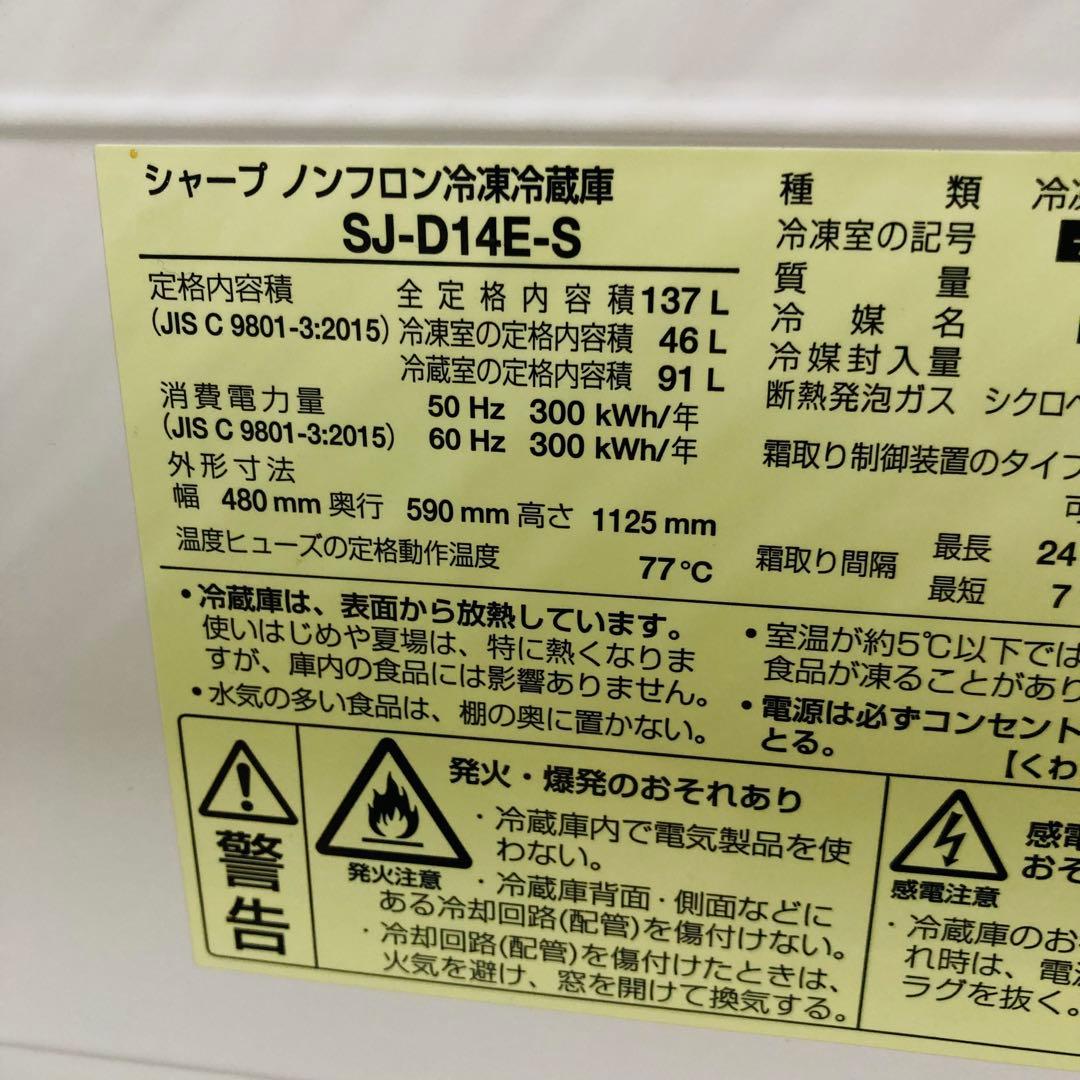 シャープ ノンフロン冷凍冷蔵庫
SJ-D14E-S
定格内容積 全定格内容積 137 L
(JIS C 9801-3:2015) 冷凍室の定格内容積 46 L
冷蔵室の定格内容積 91 L
消費電力量 50 Hz 300 kWh/年
(JIS C 9801-3:2015) 60 Hz 300 kWh/年
外形寸法
幅 480 mm 奥行 590 mm 高さ 1125 mm
温度ヒューズの定格動作温度 77℃
種類
冷凍室の記号
質量
冷媒名
冷媒封入量
断熱発泡ガス シクロペ
霜取り制御装置のタイプ
霜取り間隔 最長 24
最短 7
・冷蔵庫は、表面から放熱しています。
使いはじめや夏場は、特に熱くなりま
すが、庫内の食品には影響ありません。
・水気の多い食品は、棚の奥に置かない。
・室温が約5℃以下では
食品が凍ることがあり
・電源は必ずコンセント
とる。
【くわ
警告
発火注意
発火・爆発のおそれあり
・冷蔵庫内で電気製品を使
わない。
・冷蔵庫背面・側面などに
ある冷却回路(配管)を傷付けない。
・冷却回路(配管)を傷付けたときは、
火気を避け、窓を開けて換気する。
感電注意
感電
おそ
・冷蔵庫のお
れ時は、電源
ラグを抜く。